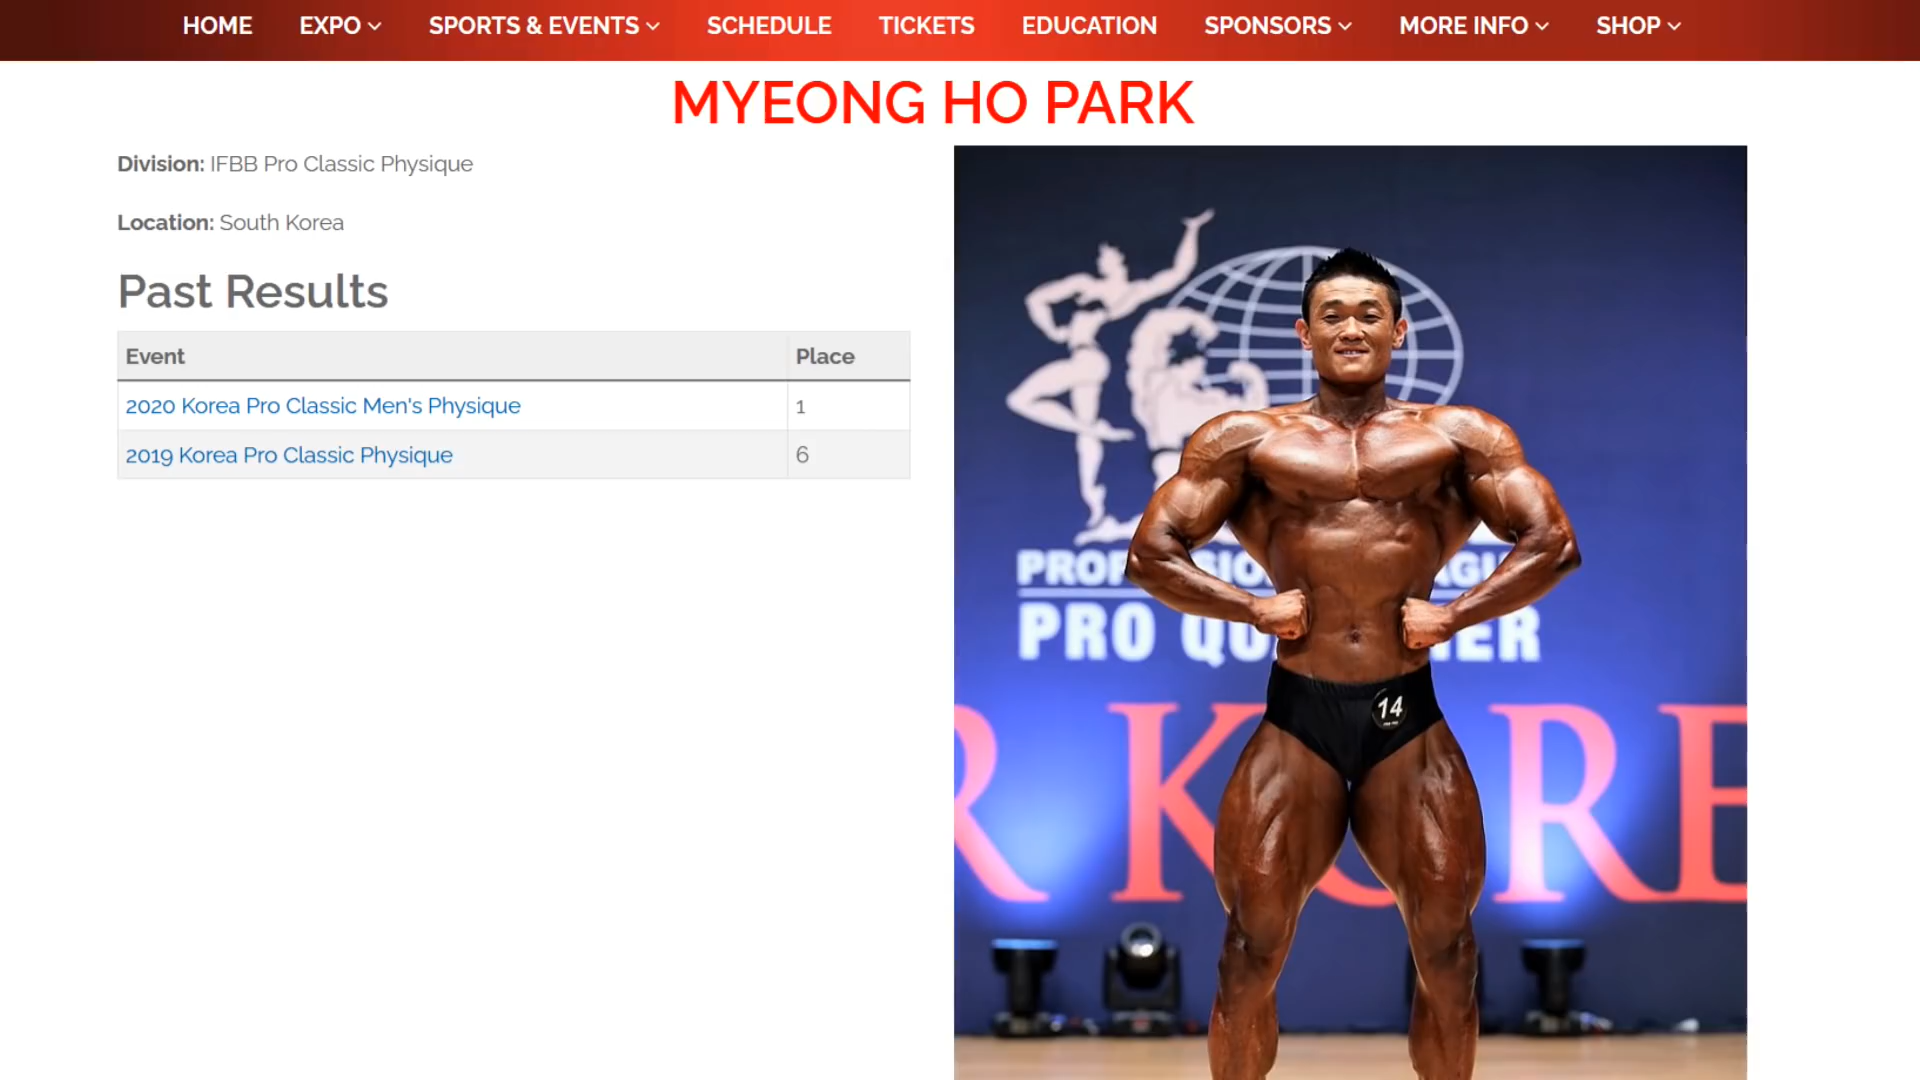 HOME EXPO SPORTS & EVENTS SCHEDULE TICKETS EDUCATION SPONSORS MORE INFO SHOP
MYEONG HO PARK
Division: IFBB Pro Classic Physique
Location: South Korea
Past Results
Event Place
2020 Korea Pro Classic Men's Physique 1
2019 Korea Pro Classic Physique 6
PRO
14
R KORE